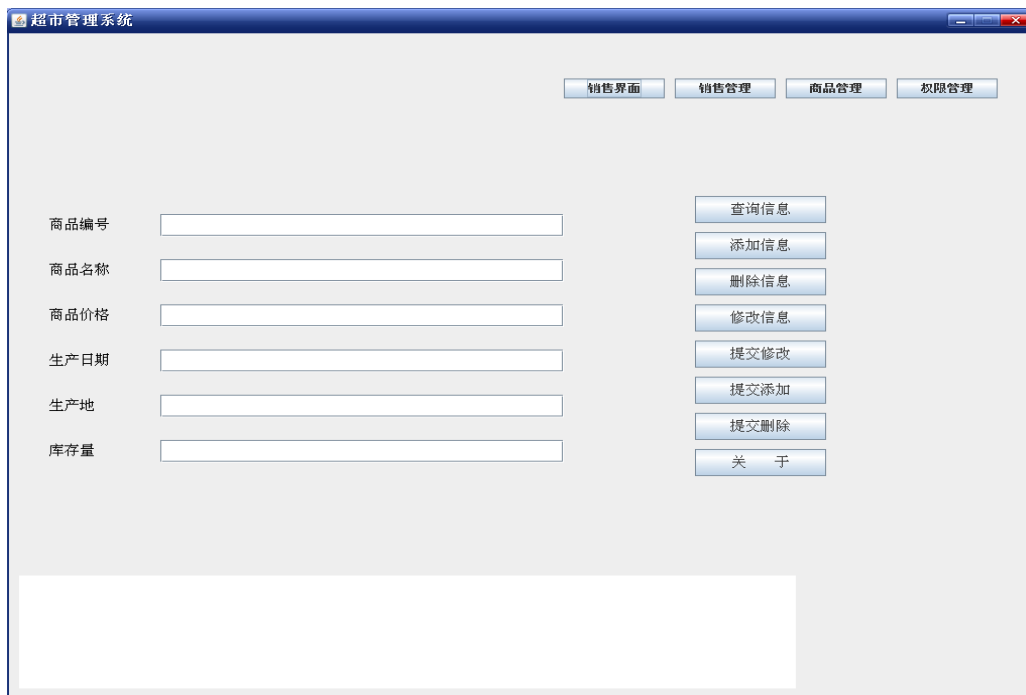 超市管理系统
销售界面 销售管理 商品管理 权限管理
商品编号
商品名称
商品价格
生产日期
生产地
库存量
查询信息
添加信息
删除信息
修改信息
提交修改
提交添加
提交删除
关 于